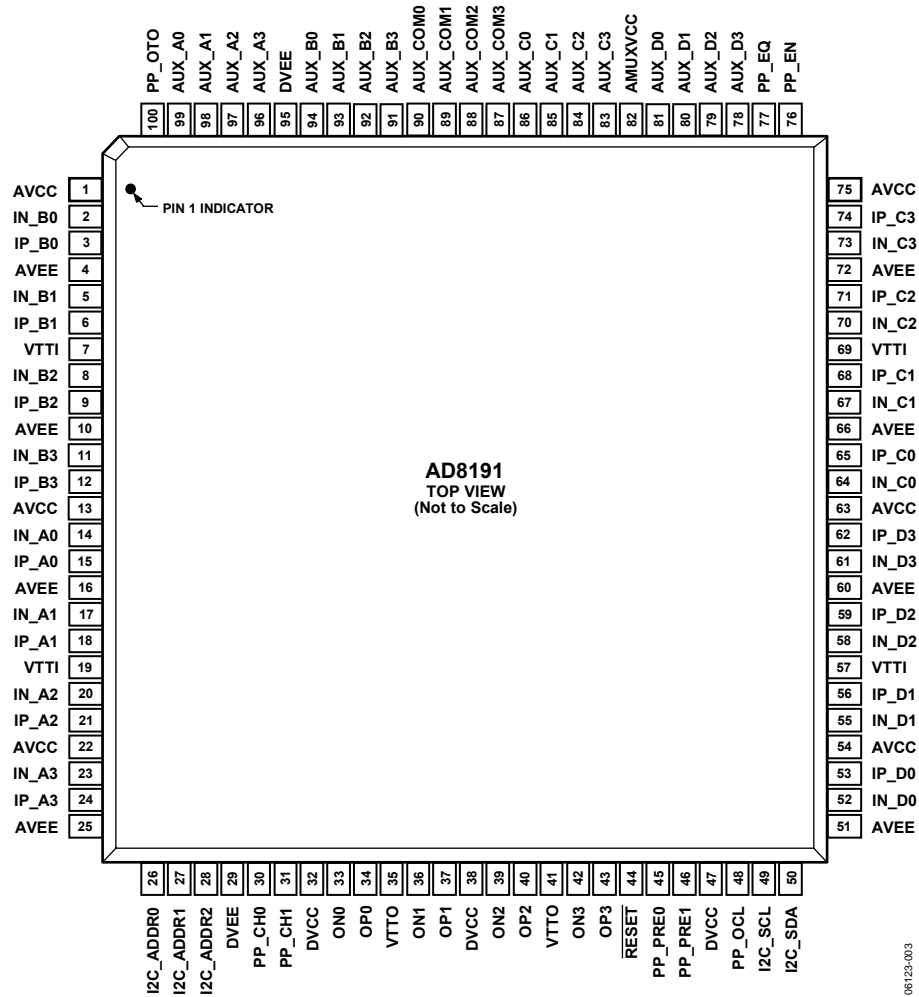 PP_OTO
AUX_A0
AUX_A1
AUX_A2
AUX_A3
DVEE
AUX_B0
AUX_B1
AUX_B2
AUX_B3
AUX_COM0
AUX_COM1
AUX_COM2
AUX_COM3
AUX_C0
AUX_C1
AUX_C2
AUX_C3
AMUXVCC
AUX_D0
AUX_D1
AUX_D2
AUX_D3
PP_EQ
PP_EN
100 99 98 97 96 95 94 93 92 91 90 89 88 87 86 85 84 83 82 81 80 79 78 77 76
AVCC 1
IN_B0 2
IP_B0 3
AVEE 4
IN_B1 5
IP_B1 6
VTTI 7
IN_B2 8
IP_B2 9
AVEE 10
IN_B3 11
IP_B3 12
AVCC 13
IN_A0 14
IP_A0 15
AVEE 16
IN_A1 17
IP_A1 18
VTTI 19
IN_A2 20
IP_A2 21
AVCC 22
IN_A3 23
IP_A3 24
AVEE 25
PIN 1 INDICATOR
AD8191
TOP VIEW
(Not to Scale)
75 AVCC
74 IP_C3
73 IN_C3
72 AVEE
71 IP_C2
70 IN_C2
69 VTTI
68 IP_C1
67 IN_C1
66 AVEE
65 IP_C0
64 IN_C0
63 AVCC
62 IP_D3
61 IN_D3
60 AVEE
59 IP_D2
58 IN_D2
57 VTTI
56 IP_D1
55 IN_D1
54 AVCC
53 IP_D0
52 IN_D0
51 AVEE
26 27 28 29 30 31 32 33 34 35 36 37 38 39 40 41 42 43 44 45 46 47 48 49 50
I2C_ADDR0
I2C_ADDR1
I2C_ADDR2
DVEE
PP_CH0
PP_CH1
DVCC
ON0
OP0
VTTO
ON1
OP1
DVCC
ON2
OP2
VTTO
ON3
OP3
RESET
PP_PRE0
PP_PRE1
DVCC
PP_OCL
I2C_SCL
I2C_SDA
06123-003